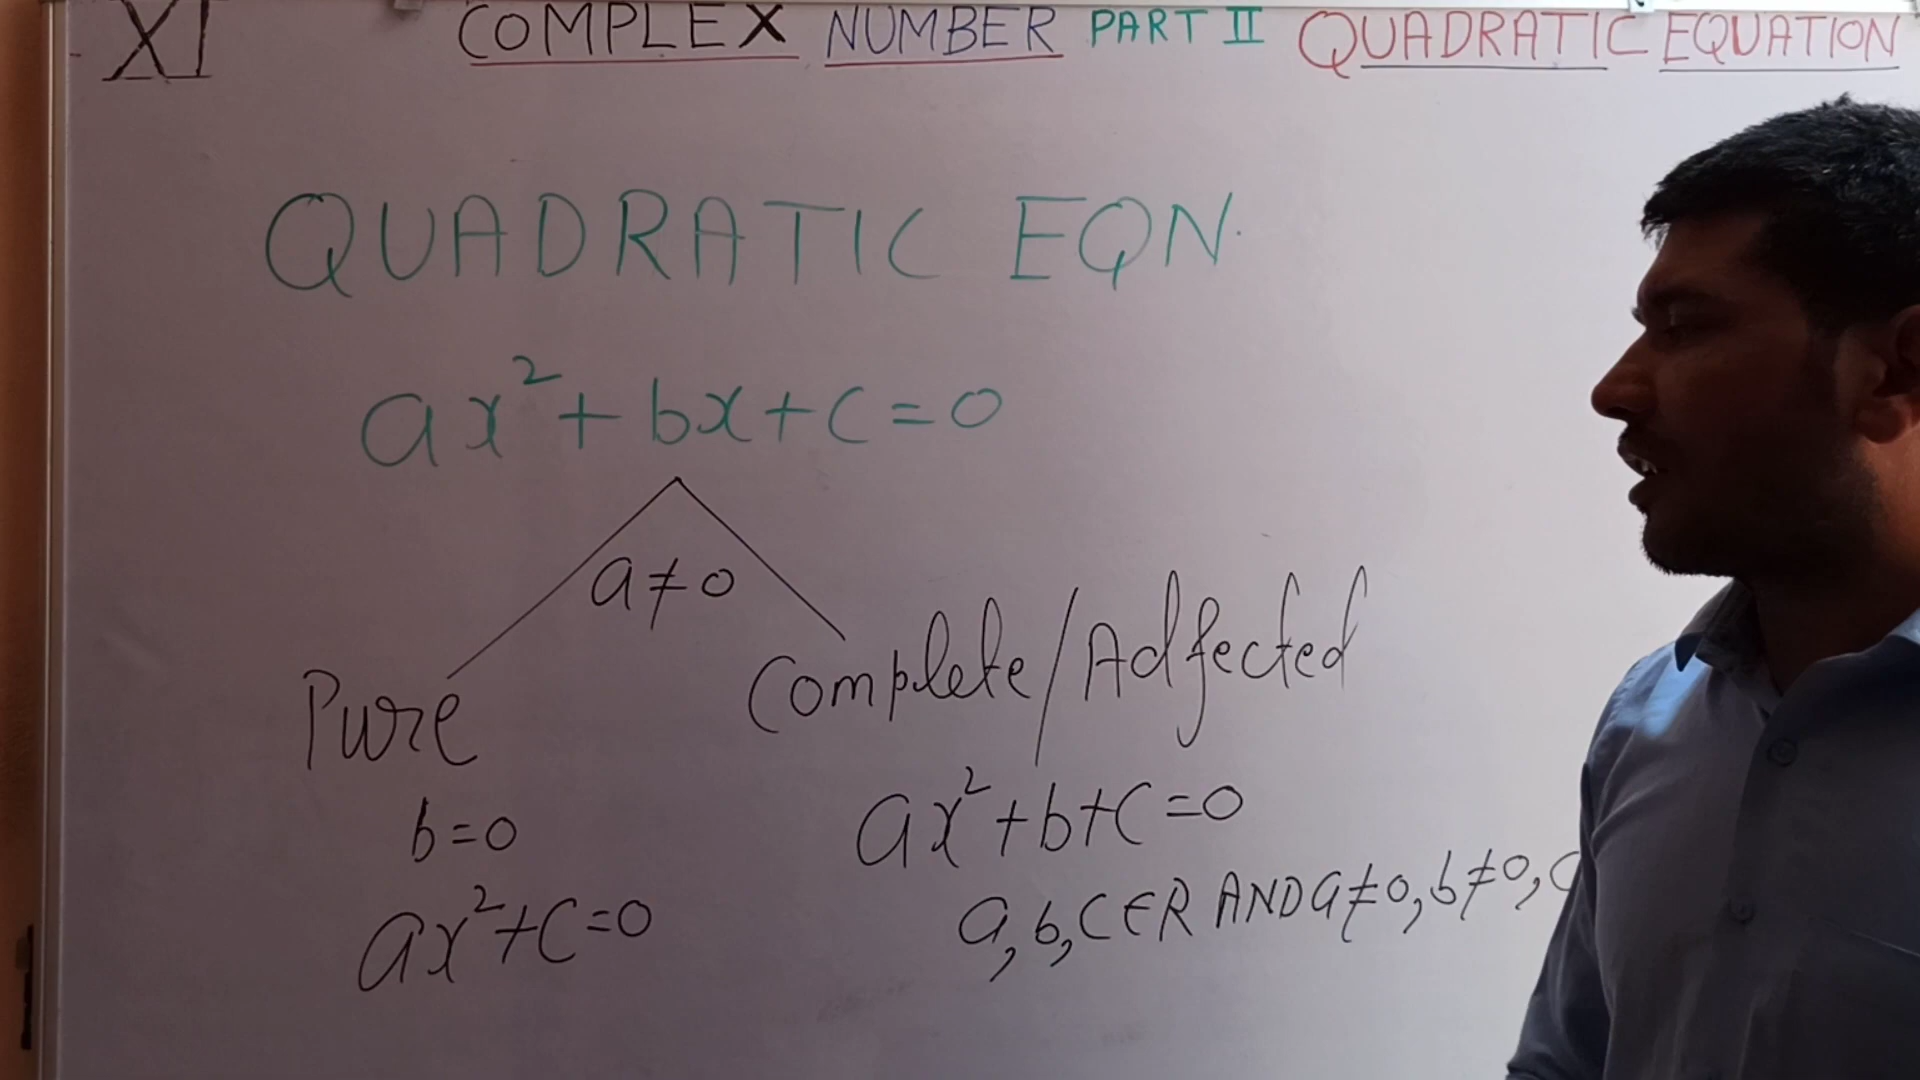 XI COMPLEX NUMBER PART II QUADRATIC EQUATION
QUADRATIC EQN.
ax²+bx+c=0
a≠0
Pure Complete/Adfected
b=0 ax²+b+c=0
ax²+c=0 a,b,c∈R AND a≠0,b≠0,c